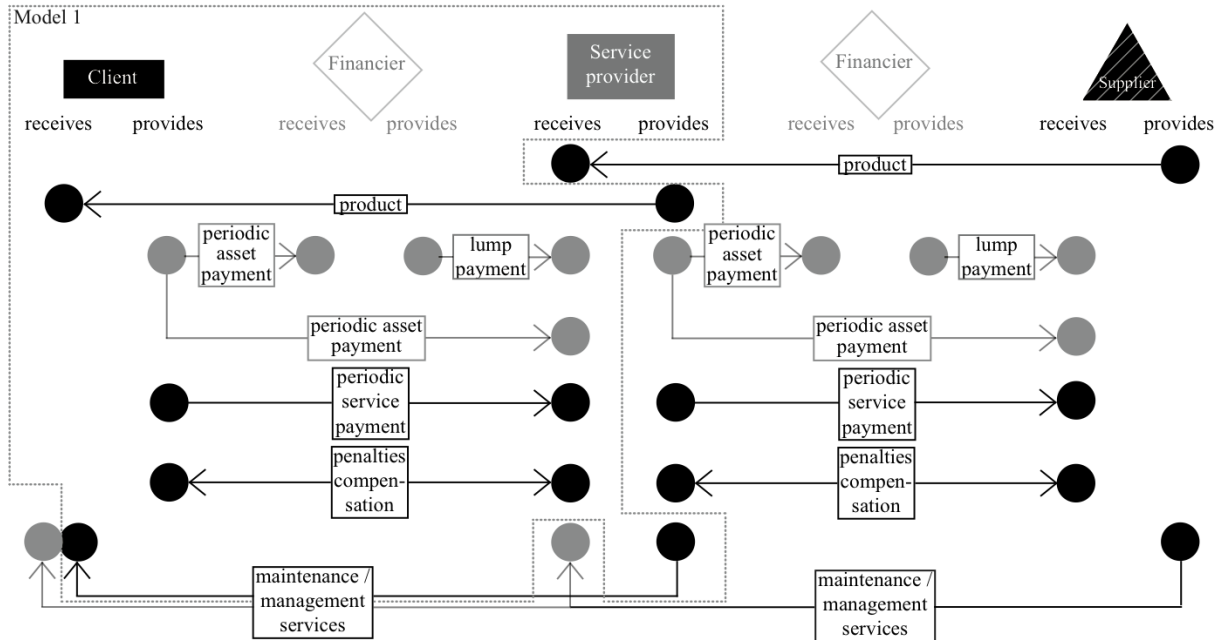 Model 1
Client
Financier
Service
provider
Financier
Supplier
receives provides receives provides receives provides receives provides receives provides
product
product
periodic
asset
payment
lump
payment
periodic
asset
payment
lump
payment
periodic asset
payment
periodic asset
payment
periodic
service
payment
periodic
service
payment
penalties
compen-
sation
penalties
compen-
sation
maintenance /
management
services
maintenance /
management
services